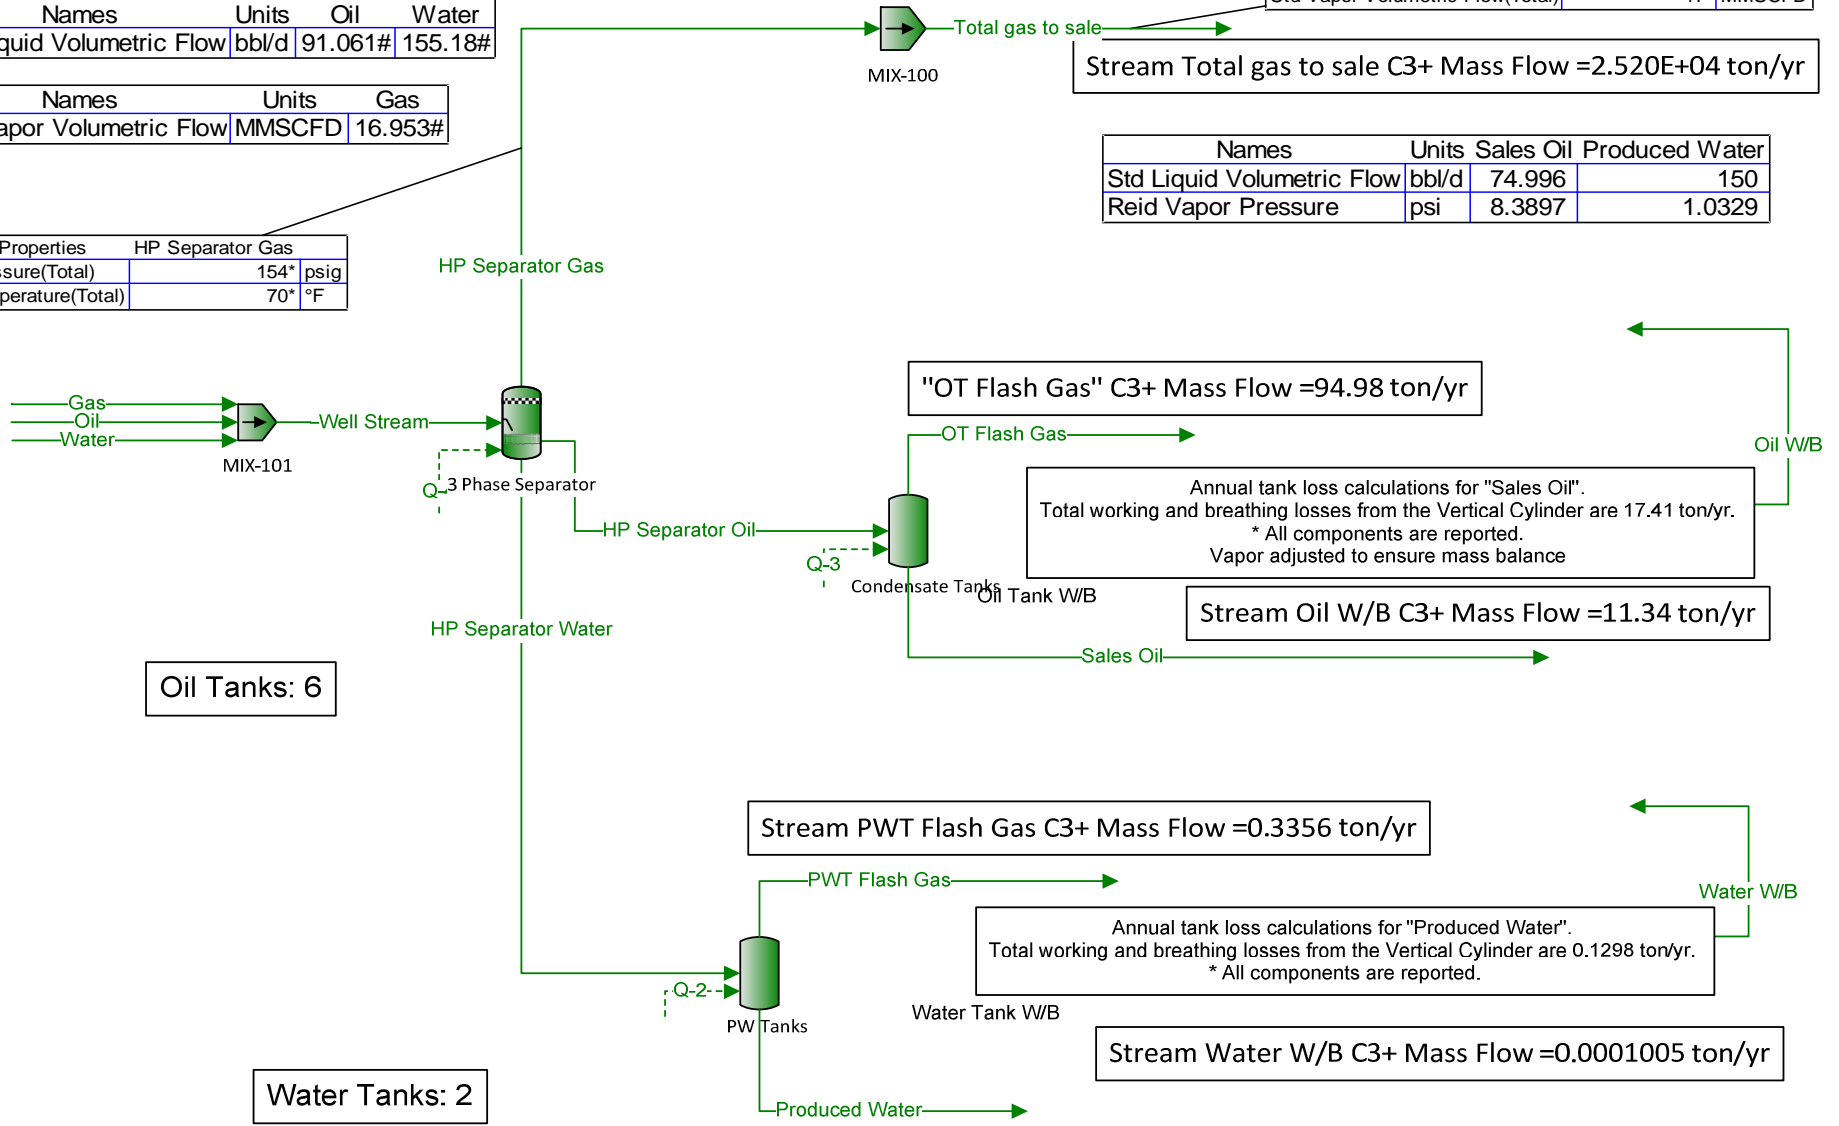 Names Units Oil Water
quid Volumetric Flow bbl/d 91.061# 155.18#
Names Units Gas
apor Volumetric Flow MMSCFD 16.953#
Properties HP Separator Gas
ssure(Total) 154* psig
perature(Total) 70* °F
Total gas to sale
MIX-100
Stream Total gas to sale C3+ Mass Flow =2.520E+04 ton/yr
Names Units Sales Oil Produced Water
Std Liquid Volumetric Flow bbl/d 74.996 150
Reid Vapor Pressure psi 8.3897 1.0329
HP Separator Gas
Gas
Oil
Water
MIX-101
Well Stream
Q-
3 Phase Separator
HP Separator Oil
"OT Flash Gas" C3+ Mass Flow =94.98 ton/yr
OT Flash Gas
Oil W/B
Annual tank loss calculations for "Sales Oil".
Total working and breathing losses from the Vertical Cylinder are 17.41 ton/yr.
* All components are reported.
Vapor adjusted to ensure mass balance
Q-3
Condensate Tanks
Oil Tank W/B
Stream Oil W/B C3+ Mass Flow =11.34 ton/yr
HP Separator Water
Sales Oil
Oil Tanks: 6
Stream PWT Flash Gas C3+ Mass Flow =0.3356 ton/yr
PWT Flash Gas
Water W/B
Annual tank loss calculations for "Produced Water".
Total working and breathing losses from the Vertical Cylinder are 0.1298 ton/yr.
* All components are reported.
Q-2
PW Tanks
Water Tank W/B
Stream Water W/B C3+ Mass Flow =0.0001005 ton/yr
Water Tanks: 2
Produced Water